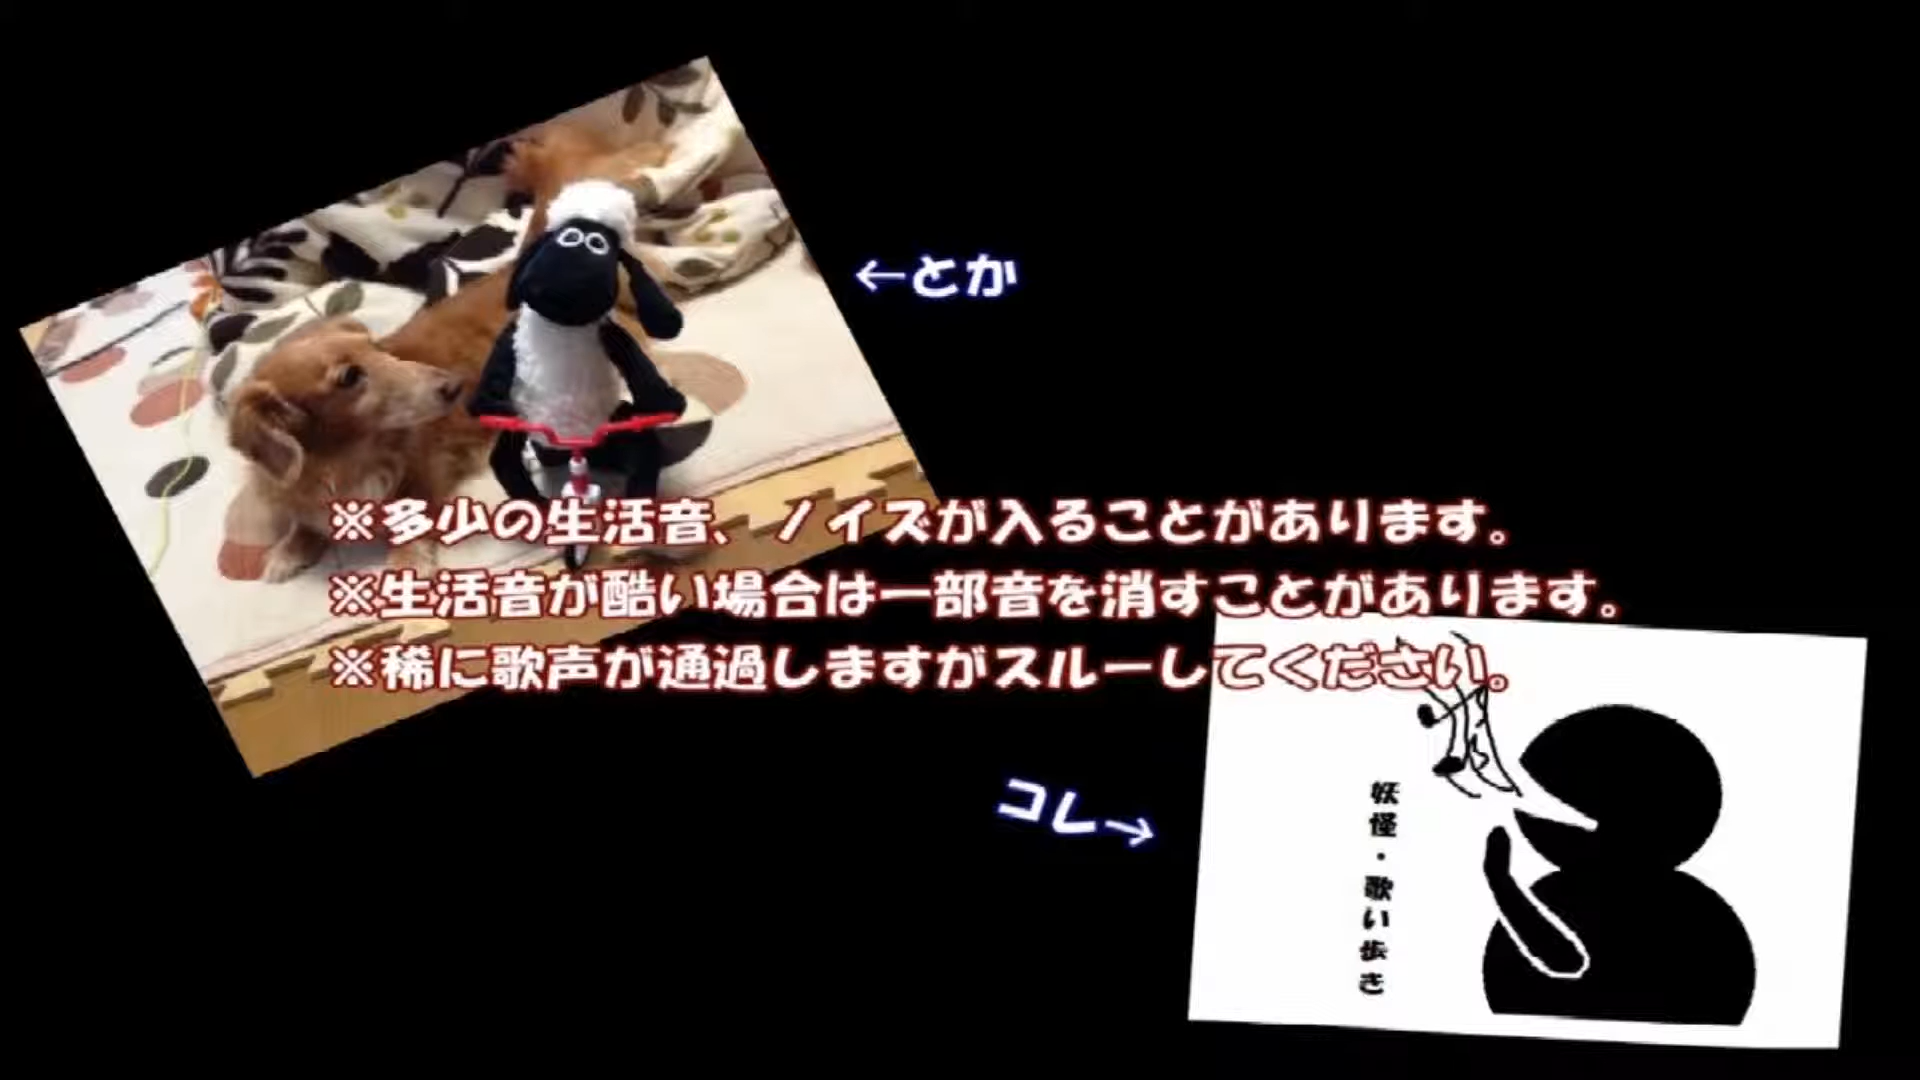 ←とか
※多少の生活音、ノイズが入ることがあります。
※生活音が酷い場合は一部音を消すことがあります。
※稀に歌声が通過しますがスルーしてください。
コレ→
妖怪・歌い歩き